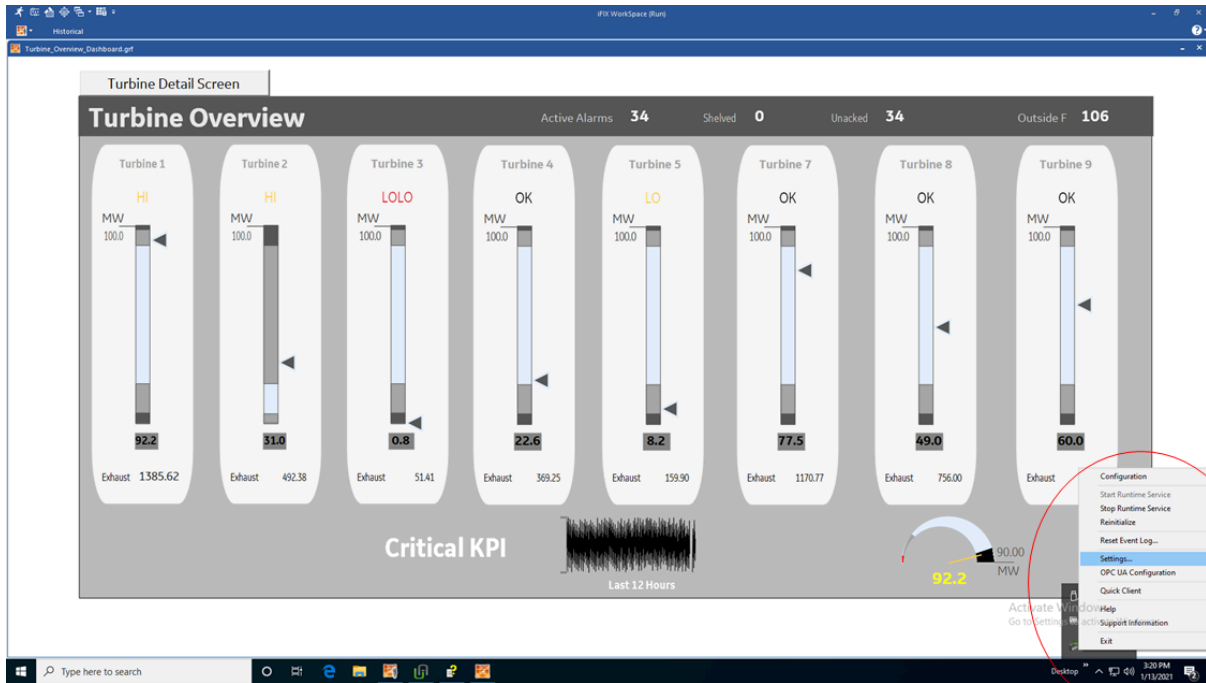 iFIX WorkSpace (Run)
Historical
Turbine_Overview_Dashboard.grf
Turbine Detail Screen
Turbine Overview
Active Alarms 34
Shelved 0
Unacked 34
Outside F 106
Turbine 1
HI
MW
100.0
92.2
Exhaust 1385.62
Turbine 2
HI
MW
100.0
31.0
Exhaust 492.38
Turbine 3
LOLO
MW
100.0
0.8
Exhaust 51.41
Turbine 4
OK
MW
100.0
22.6
Exhaust 369.25
Turbine 5
LO
MW
100.0
8.2
Exhaust 159.90
Turbine 7
OK
MW
100.0
77.5
Exhaust 1170.77
Turbine 8
OK
MW
100.0
49.0
Exhaust 756.00
Turbine 9
OK
MW
100.0
60.0
Exhaust
Critical KPI
Last 12 Hours
90.00
MW
92.2
Configuration
Start Runtime Service
Stop Runtime Service
Reinitialize
Reset Event Log...
Settings...
OPC UA Configuration
Quick Client
Help
Support Information
Exit
Activate Window
Go to Settings
Type here to search
Desktop
3:20 PM
1/13/2021